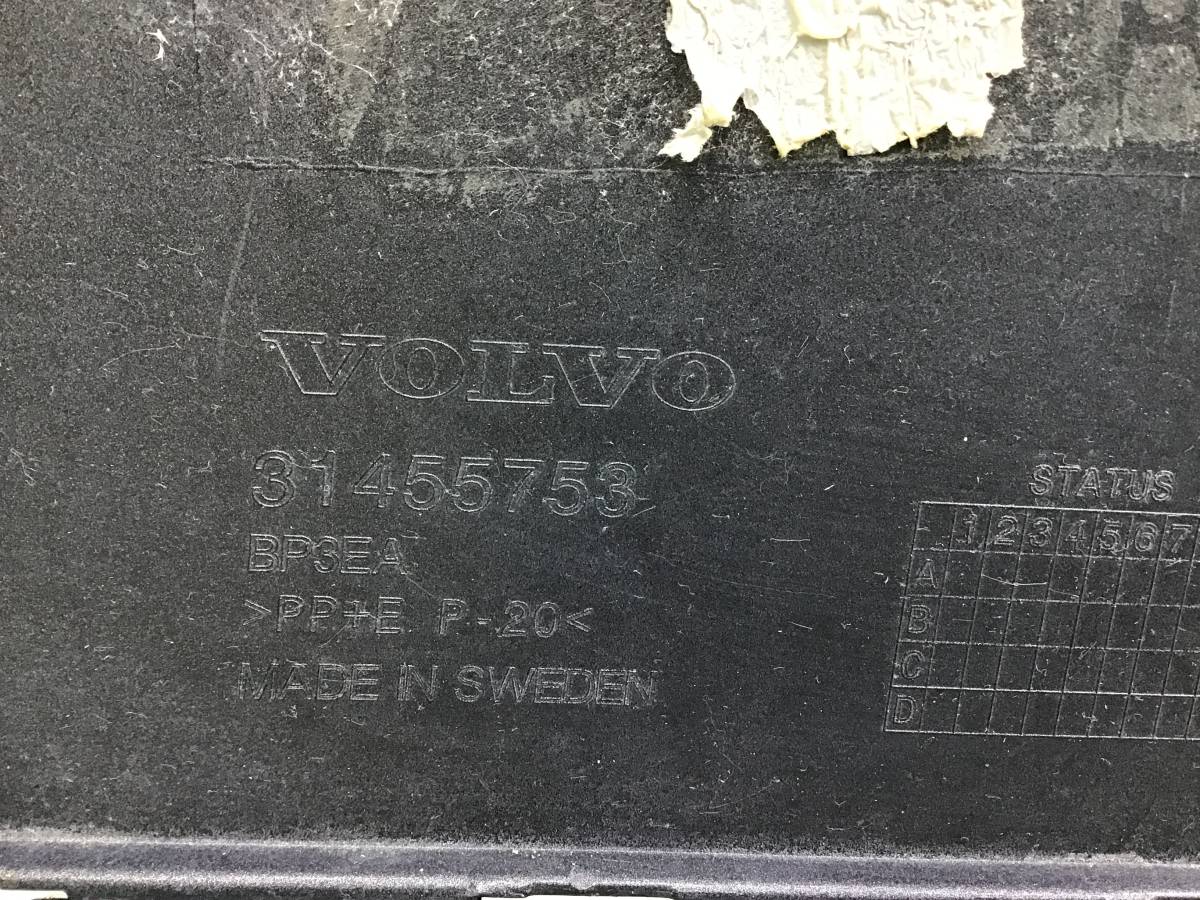 VOLVO
31455753
BP3EA
>PP+E P-20<
MADE IN SWEDEN
STATUS
1 2 3 4 5 6 7
A
B
C
D